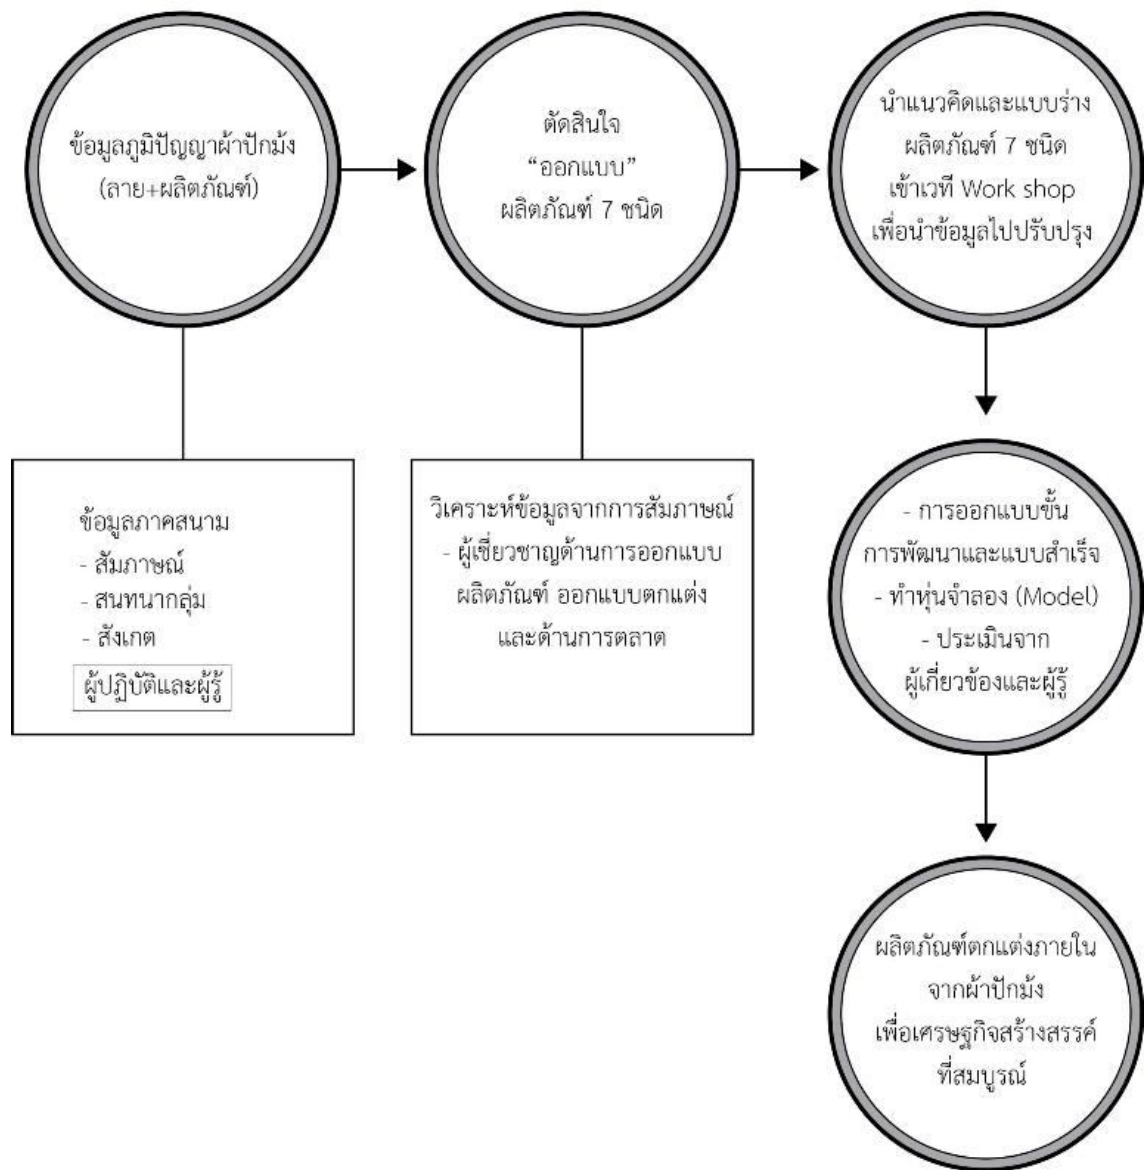 ข้อมูลภูมิปัญญาผ้าปักม้ง
(ลาย+ผลิตภัณฑ์)
ตัดสินใจ
“ออกแบบ”
ผลิตภัณฑ์ 7 ชนิด
นำแนวคิดและแบบร่าง
ผลิตภัณฑ์ 7 ชนิด
เข้าเวที Work shop
เพื่อนำข้อมูลไปปรับปรุง
ข้อมูลภาคสนาม
- สัมภาษณ์
- สนทนากลุ่ม
- สังเกต
ผู้ปฏิบัติและผู้รู้
วิเคราะห์ข้อมูลจากการสัมภาษณ์
- ผู้เชี่ยวชาญด้านการออกแบบ
ผลิตภัณฑ์ ออกแบบตกแต่ง
และด้านการตลาด
- การออกแบบขั้น
การพัฒนาและแบบสำเร็จ
- ทำหุ่นจำลอง (Model)
- ประเมินจาก
ผู้เกี่ยวข้องและผู้รู้
ผลิตภัณฑ์ตกแต่งภายใน
จากผ้าปักม้ง
เพื่อเศรษฐกิจสร้างสรรค์
ที่สมบูรณ์